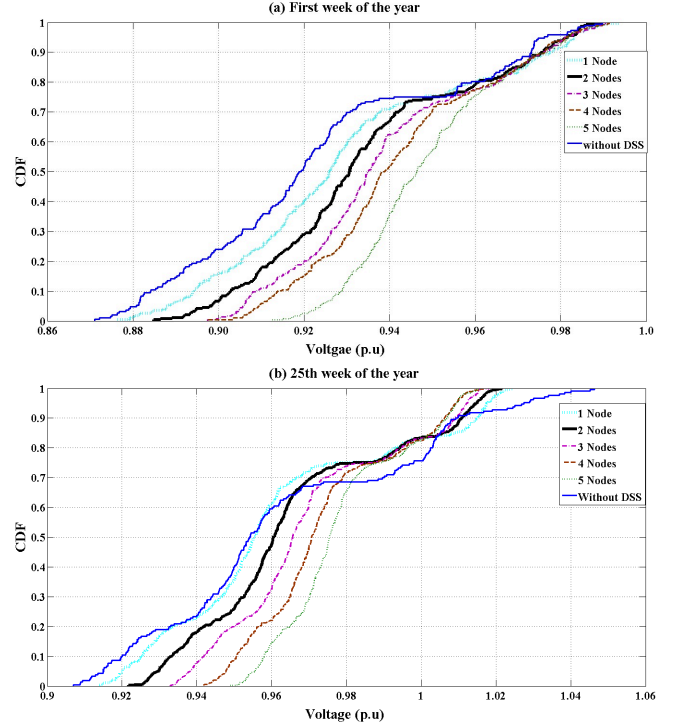 (a) First week of the year
1
0.9
0.8
0.7
0.6
0.5
0.4
0.3
0.2
0.1
0
CDF
1 Node
2 Nodes
3 Nodes
4 Nodes
5 Nodes
without DSS
0.86 0.88 0.90 0.92 0.94 0.96 0.98 1.0
Voltgae (p.u)
(b) 25th week of the year
1
0.9
0.8
0.7
0.6
0.5
0.4
0.3
0.2
0.1
0
CDF
1 Node
2 Nodes
3 Nodes
4 Nodes
5 Nodes
Without DSS
0.9 0.92 0.94 0.96 0.98 1 1.02 1.04 1.06
Voltage (p.u)